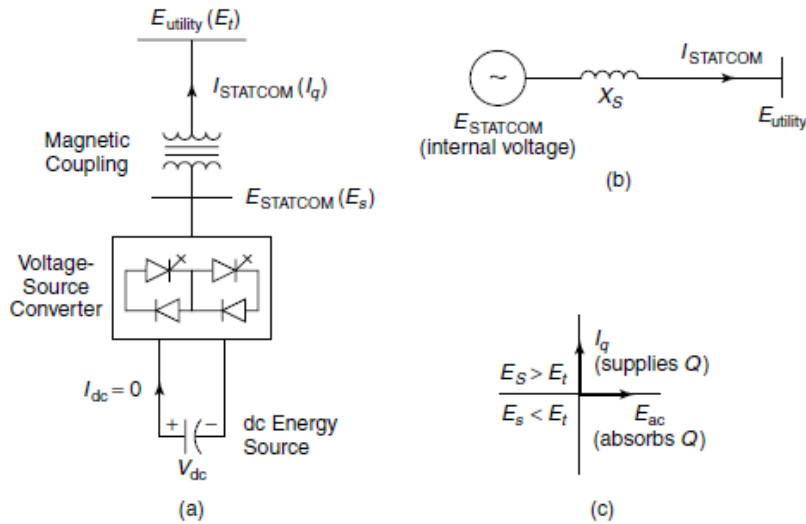 E_utility (E_t)
I_STATCOM (I_q)
Magnetic
Coupling
E_STATCOM (E_s)
Voltage-
Source
Converter
I_dc = 0
+ −
dc Energy
Source
V_dc
(a)
I_STATCOM
~
X_S
E_STATCOM
(internal voltage)
E_utility
(b)
I_q
(supplies Q)
E_S > E_t
E_s < E_t
E_ac
(absorbs Q)
(c)